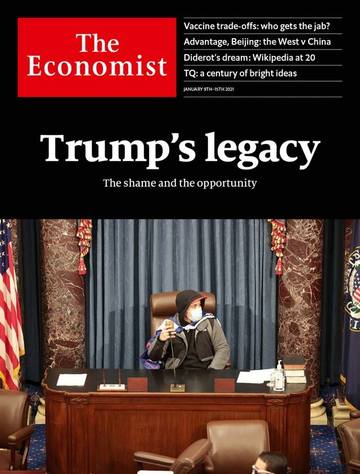 The
Economist
Vaccine trade-offs: who gets the jab?
Advantage, Beijing: the West v China
Diderot's dream: Wikipedia at 20
TQ: a century of bright ideas
JANUARY 9TH-15TH 2021
Trump's legacy
The shame and the opportunity